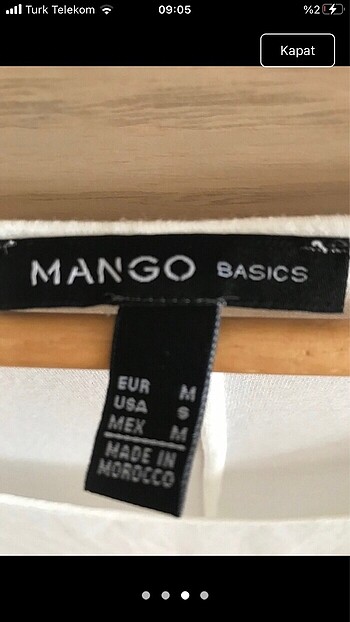 Turk Telekom 09:05 %2
Kapat
MANGO BASICS
EUR M
USA S
MEX M
MADE IN
MOROCCO